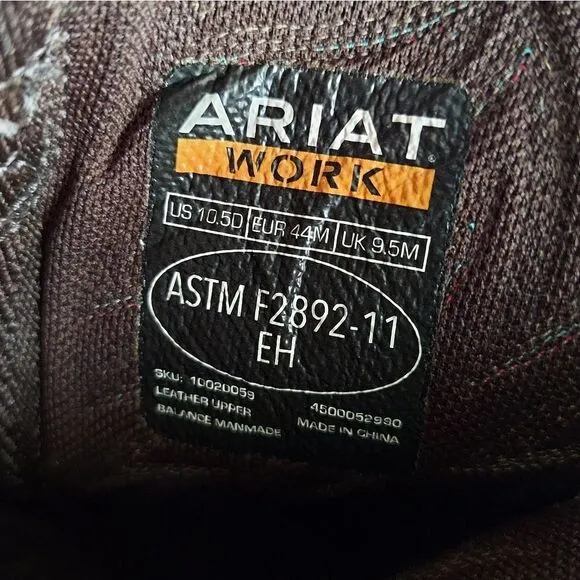 ARIAT
WORK
US 10.5D EUR 44M UK 9.5M
ASTM F2892-11
EH
SKU: 10020059
LEATHER UPPER 4500052990
BALANCE MANMADE MADE IN CHINA